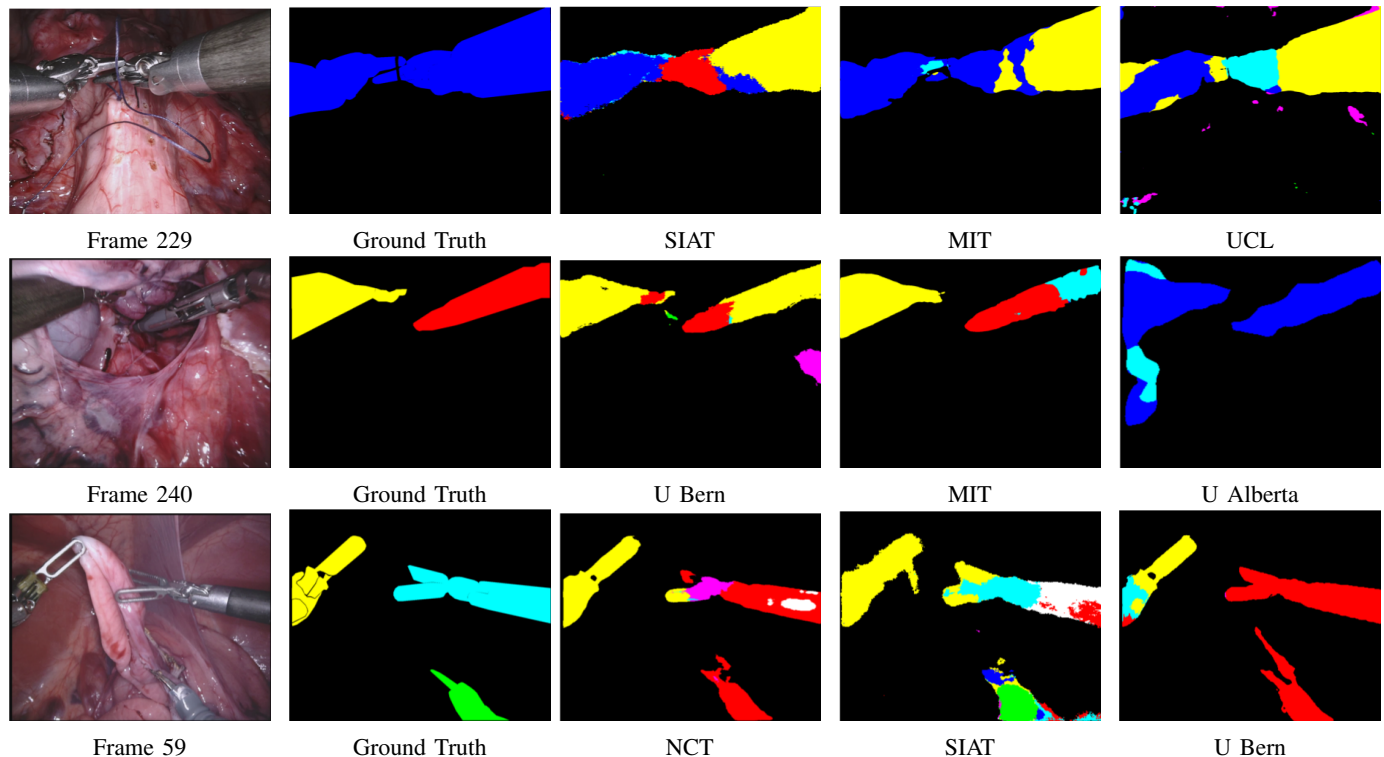 Frame 229 Ground Truth SIAT MIT UCL
Frame 240 Ground Truth U Bern MIT U Alberta
Frame 59 Ground Truth NCT SIAT U Bern